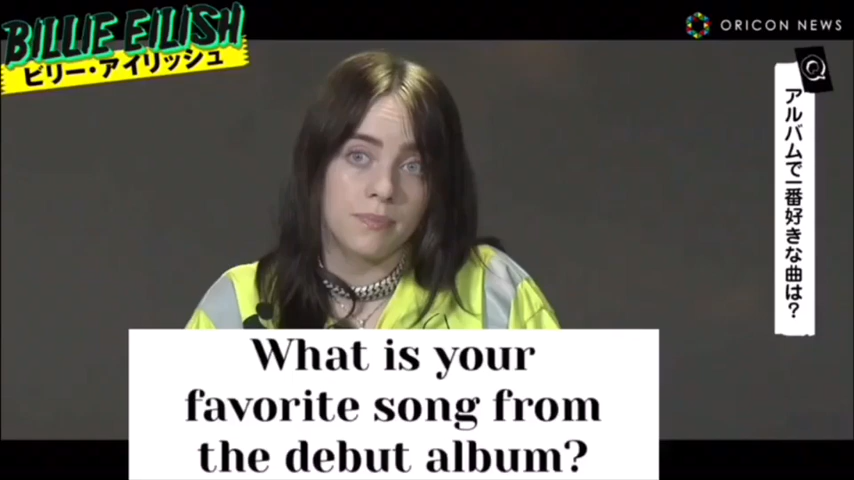 BILLIE EILISH
ビリー・アイリッシュ
ORICON NEWS
Q
アルバムで一番好きな曲は？
What is your
favorite song from
the debut album?